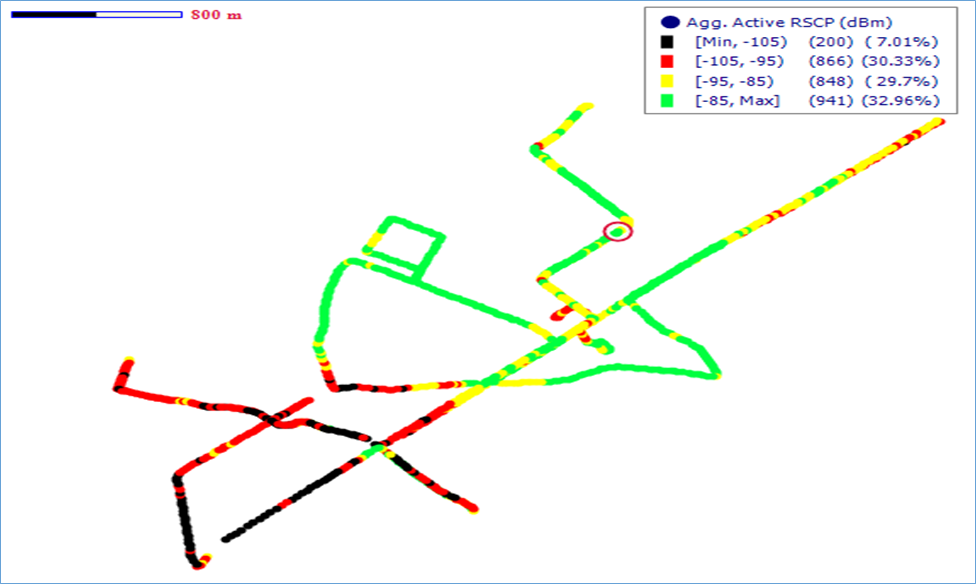 800 m
Agg. Active RSCP (dBm)
[Min, -105) (200) ( 7.01%)
[-105, -95) (866) (30.33%)
[-95, -85) (848) ( 29.7%)
[-85, Max] (941) (32.96%)